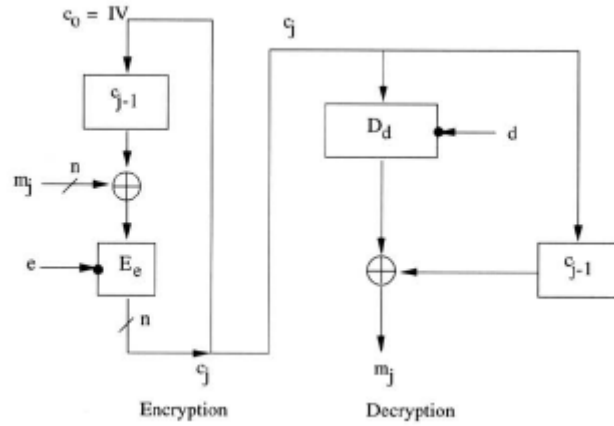 c0 = IV
cj
cj-1
Dd
d
n
mj
e
Ee
cj-1
n
cj
mj
Encryption
Decryption